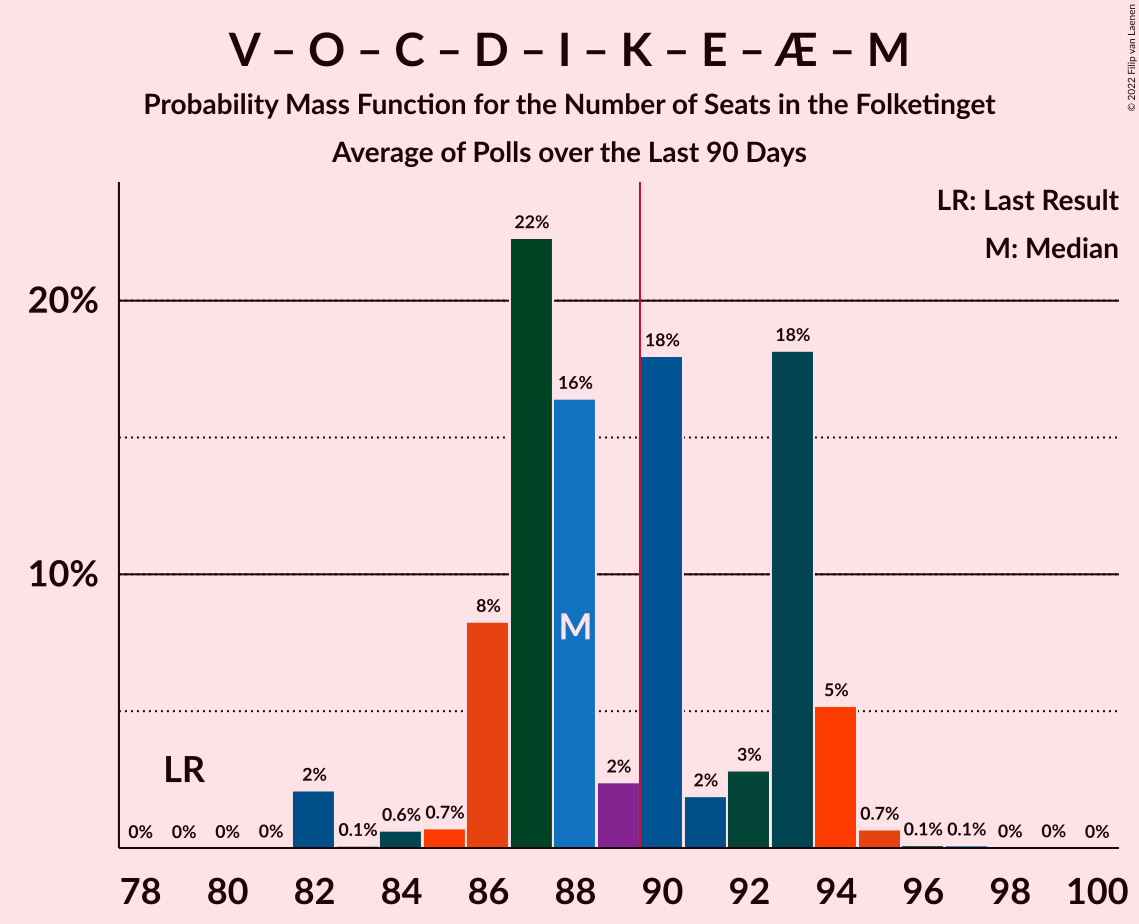 V – O – C – D – I – K – E – Æ – M
Probability Mass Function for the Number of Seats in the Folketinget
Average of Polls over the Last 90 Days
© 2022 Filip van Laenen
LR: Last Result
M: Median
20%
10%
LR
M
0% 0% 0% 0% 2% 0.1% 0.6% 0.7% 8% 22% 16% 2% 18% 2% 3% 18% 5% 0.7% 0.1% 0.1% 0% 0% 0%
78 80 82 84 86 88 90 92 94 96 98 100